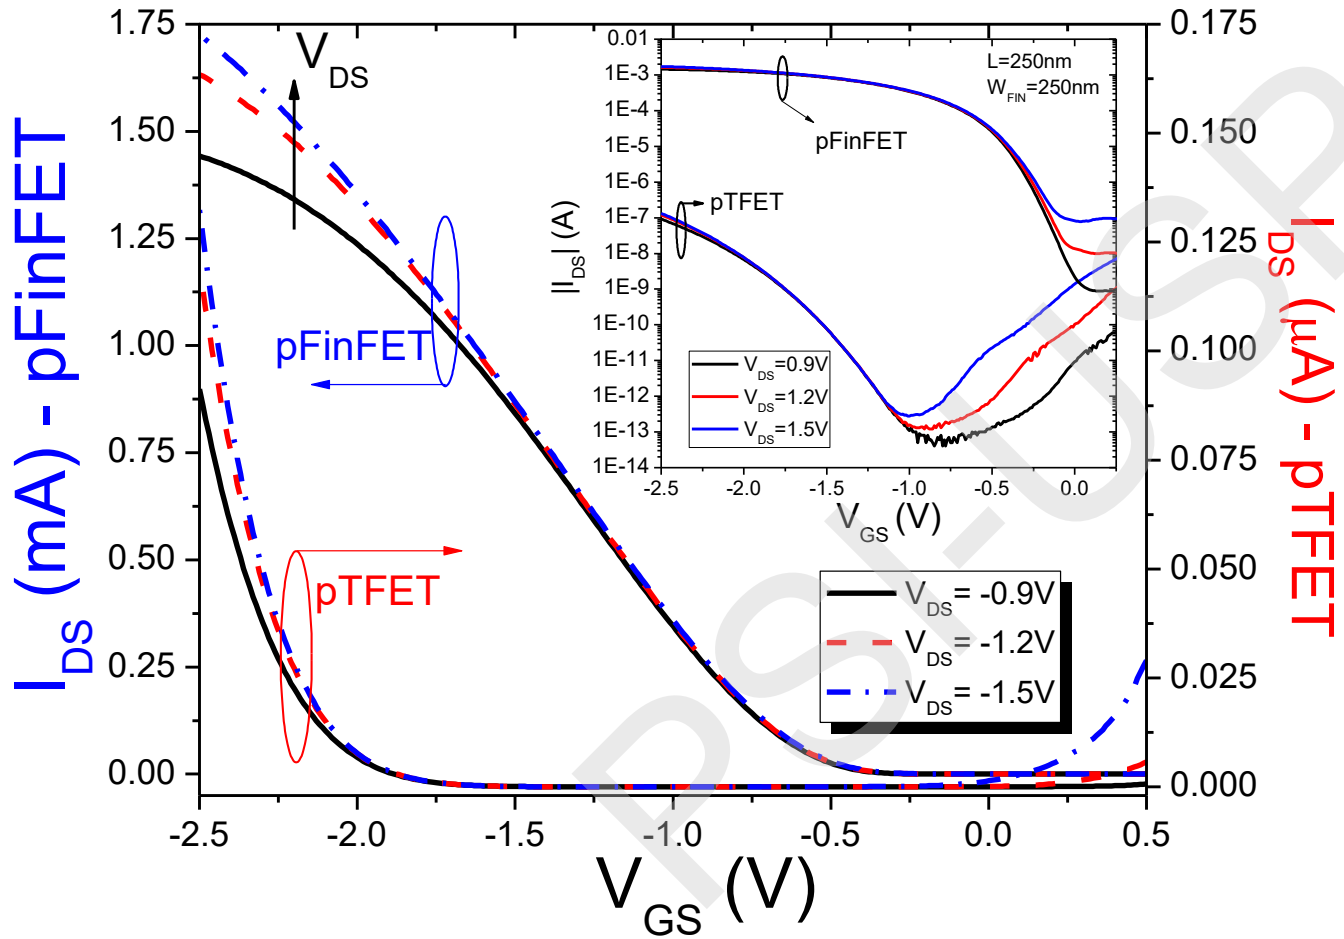 I_DS (mA) - pFinFET
1.75
1.50
1.25
1.00
0.75
0.50
0.25
0.00
V_DS
pFinFET
pTFET
|I_DS| (A)
0.01
1E-3
1E-4
1E-5
1E-6
1E-7
1E-8
1E-9
1E-10
1E-11
1E-12
1E-13
1E-14
L=250nm
W_FIN=250nm
pFinFET
pTFET
V_DS=0.9V
V_DS=1.2V
V_DS=1.5V
-2.5 -2.0 -1.5 -1.0 -0.5 0.0
V_GS (V)
V_DS= -0.9V
V_DS= -1.2V
V_DS= -1.5V
0.175
0.150
0.125
0.100
0.075
0.050
0.025
0.000
I_DS (μA) - pTFET
-2.5 -2.0 -1.5 -1.0 -0.5 0.0 0.5
V_GS (V)
PSI-USP